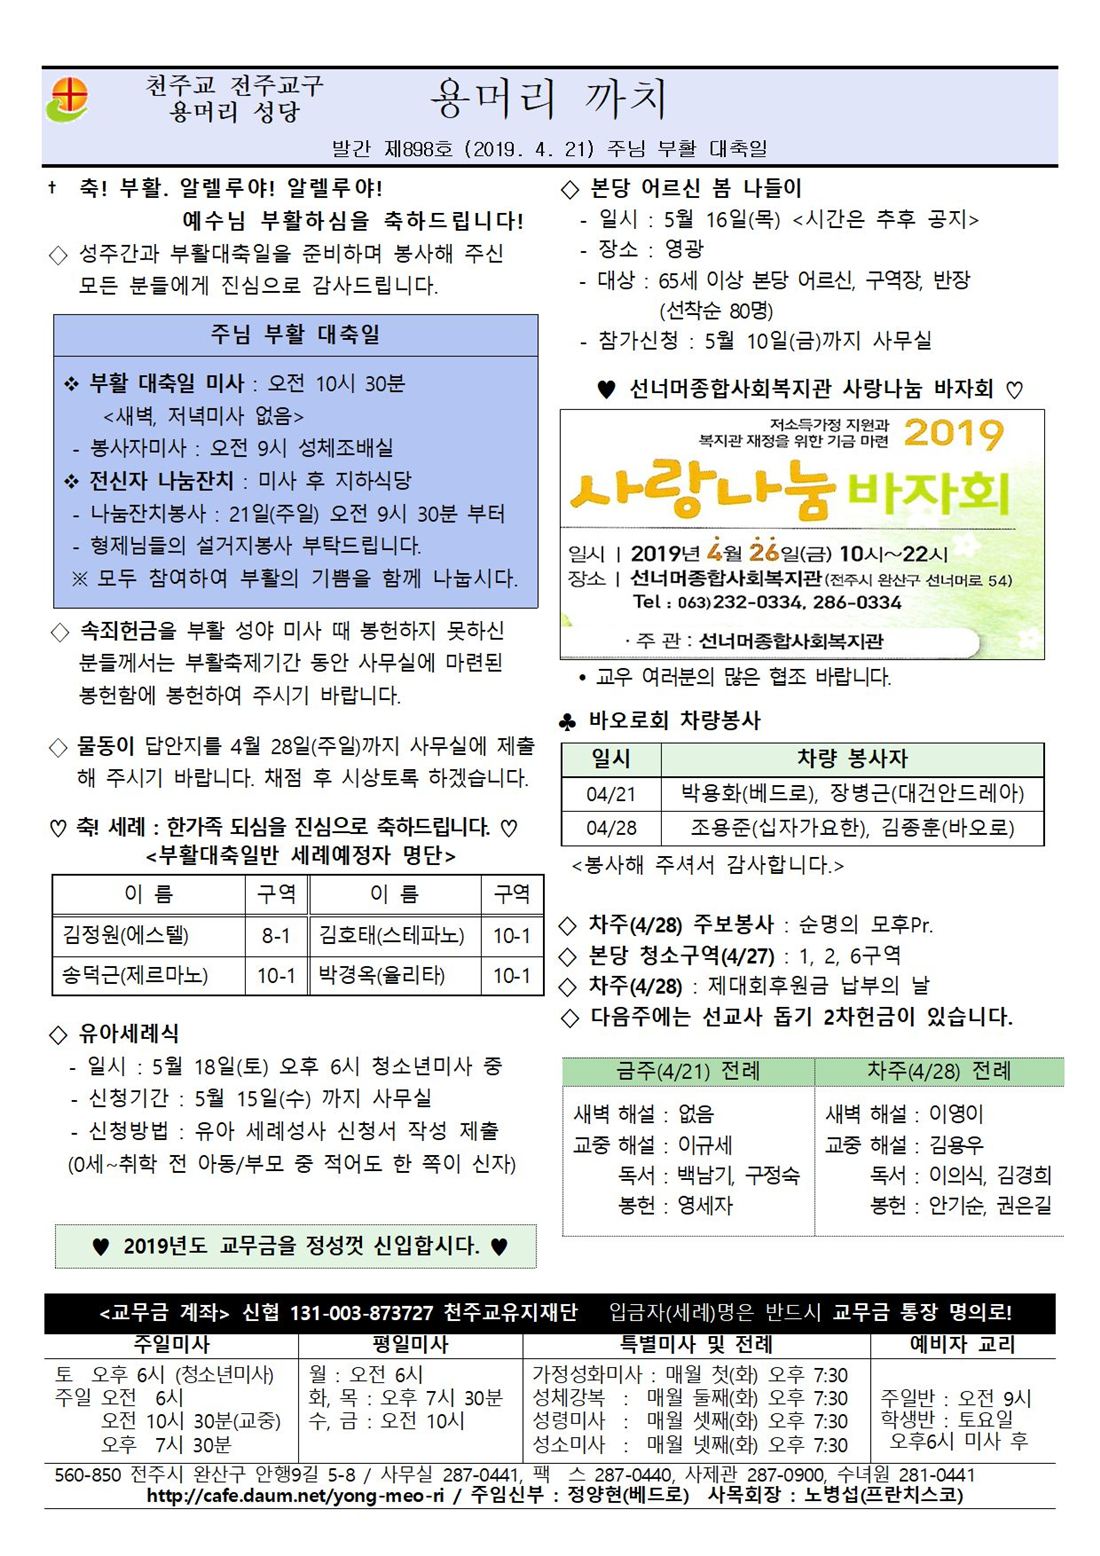 천주교 전주교구
용머리 성당
용머리 까치
발간 제898호 (2019. 4. 21) 주님 부활 대축일
† 축! 부활. 알렐루야! 알렐루야!
예수님 부활하심을 축하드립니다!
◇ 성주간과 부활대축일을 준비하며 봉사해 주신
모든 분들에게 진심으로 감사드립니다.
주님 부활 대축일
❖ 부활 대축일 미사 : 오전 10시 30분
<새벽, 저녁미사 없음>
- 봉사자미사 : 오전 9시 성체조배실
❖ 전신자 나눔잔치 : 미사 후 지하식당
- 나눔잔치봉사 : 21일(주일) 오전 9시 30분 부터
- 형제님들의 설거지봉사 부탁드립니다.
※ 모두 참여하여 부활의 기쁨을 함께 나눕시다.
◇ 속죄헌금을 부활 성야 미사 때 봉헌하지 못하신
분들께서는 부활축제기간 동안 사무실에 마련된
봉헌함에 봉헌하여 주시기 바랍니다.
◇ 물동이 답안지를 4월 28일(주일)까지 사무실에 제출
해 주시기 바랍니다. 채점 후 시상토록 하겠습니다.
♡ 축! 세례 : 한가족 되심을 진심으로 축하드립니다. ♡
<부활대축일반 세례예정자 명단>
이 름 구역 이 름 구역
김정원(에스텔) 8-1 김호태(스테파노) 10-1
송덕근(제르마노) 10-1 박경옥(율리타) 10-1
◇ 유아세례식
- 일시 : 5월 18일(토) 오후 6시 청소년미사 중
- 신청기간 : 5월 15일(수) 까지 사무실
- 신청방법 : 유아 세례성사 신청서 작성 제출
(0세~취학 전 아동/부모 중 적어도 한 쪽이 신자)
♥ 2019년도 교무금을 정성껏 신입합시다. ♥
◇ 본당 어르신 봄 나들이
- 일시 : 5월 16일(목) <시간은 추후 공지>
- 장소 : 영광
- 대상 : 65세 이상 본당 어르신, 구역장, 반장
(선착순 80명)
- 참가신청 : 5월 10일(금)까지 사무실
♥ 선너머종합사회복지관 사랑나눔 바자회 ♡
저소득가정 지원과
복지관 재정을 위한 기금 마련 2019
사랑나눔 바자회
일시 | 2019년 4월 26일(금) 10시~22시
장소 | 선너머종합사회복지관(전주시 완산구 선너머로 54)
Tel : 063)232-0334, 286-0334
· 주 관 : 선너머종합사회복지관
• 교우 여러분의 많은 협조 바랍니다.
♣ 바오로회 차량봉사
일시 차량 봉사자
04/21 박용화(베드로), 장병근(대건안드레아)
04/28 조용준(십자가요한), 김종훈(바오로)
<봉사해 주셔서 감사합니다.>
◇ 차주(4/28) 주보봉사 : 순명의 모후Pr.
◇ 본당 청소구역(4/27) : 1, 2, 6구역
◇ 차주(4/28) : 제대회후원금 납부의 날
◇ 다음주에는 선교사 돕기 2차헌금이 있습니다.
금주(4/21) 전례 차주(4/28) 전례
새벽 해설 : 없음 새벽 해설 : 이영이
교중 해설 : 이규세 교중 해설 : 김용우
독서 : 백남기, 구정숙 독서 : 이의식, 김경희
봉헌 : 영세자 봉헌 : 안기순, 권은길
<교무금 계좌> 신협 131-003-873727 천주교유지재단 입금자(세례)명은 반드시 교무금 통장 명의로!
주일미사 평일미사 특별미사 및 전례 예비자 교리
토 오후 6시 (청소년미사)
주일 오전 6시
오전 10시 30분(교중)
오후 7시 30분
월 : 오전 6시
화, 목 : 오후 7시 30분
수, 금 : 오전 10시
가정성화미사 : 매월 첫(화) 오후 7:30
성체강복 : 매월 둘째(화) 오후 7:30
성령미사 : 매월 셋째(화) 오후 7:30
성소미사 : 매월 넷째(화) 오후 7:30
주일반 : 오전 9시
학생반 : 토요일
오후6시 미사 후
560-850 전주시 완산구 안행9길 5-8 / 사무실 287-0441, 팩 스 287-0440, 사제관 287-0900, 수녀원 281-0441
http://cafe.daum.net/yong-meo-ri / 주임신부 : 정양현(베드로) 사목회장 : 노병섭(프란치스코)